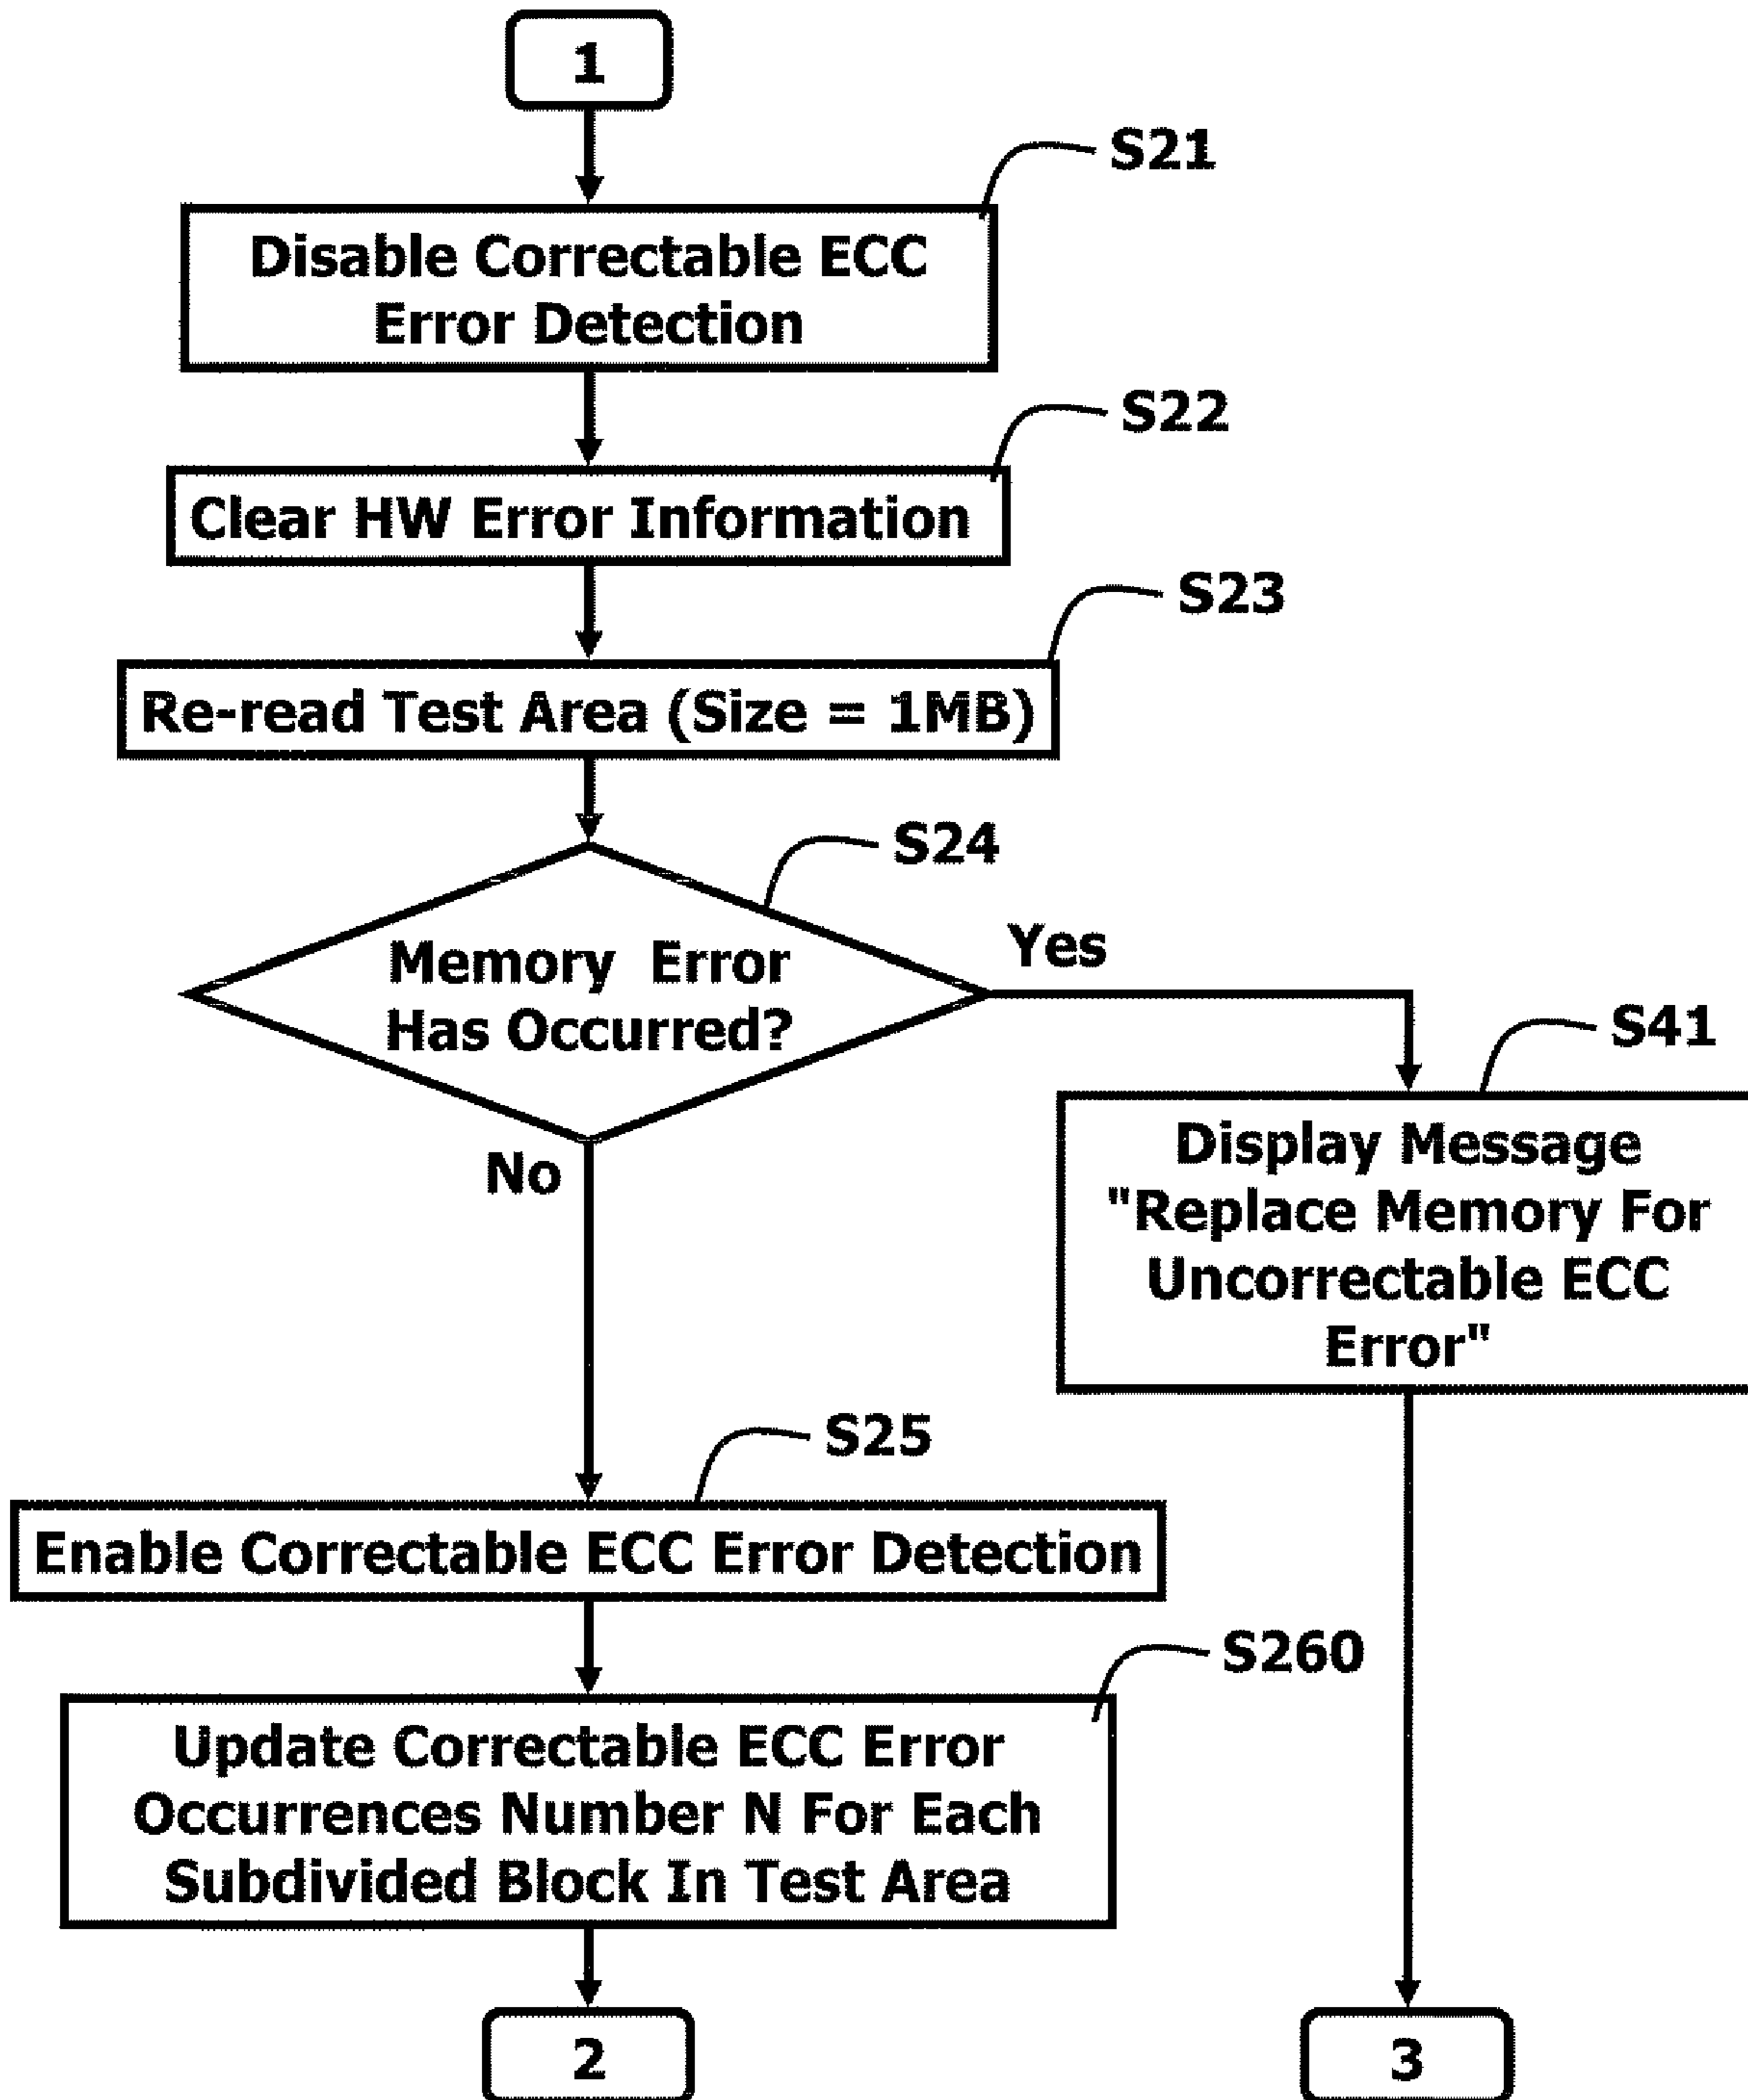 1
S21
Disable Correctable ECC
Error Detection
S22
Clear HW Error Information
S23
Re-read Test Area (Size = 1MB)
S24
Memory Error
Has Occurred?
Yes
No
S41
Display Message
"Replace Memory For
Uncorrectable ECC
Error"
S25
Enable Correctable ECC Error Detection
S260
Update Correctable ECC Error
Occurrences Number N For Each
Subdivided Block In Test Area
2
3